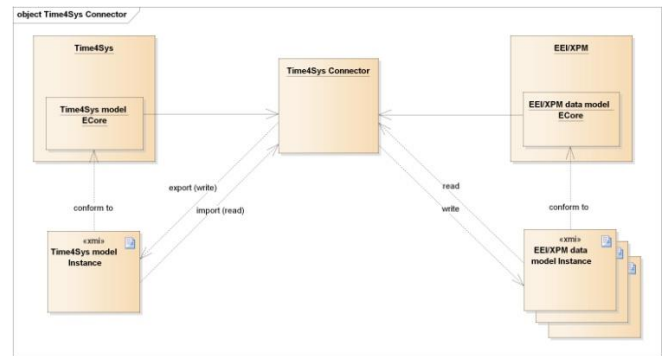 object Time4Sys Connector
Time4Sys
Time4Sys model
ECore
Time4Sys Connector
EEI/XPM
EEI/XPM data model
ECore
export (write)
import (read)
read
write
conform to
conform to
«xmi»
Time4Sys model
Instance
«xmi»
EEI/XPM data
model Instance